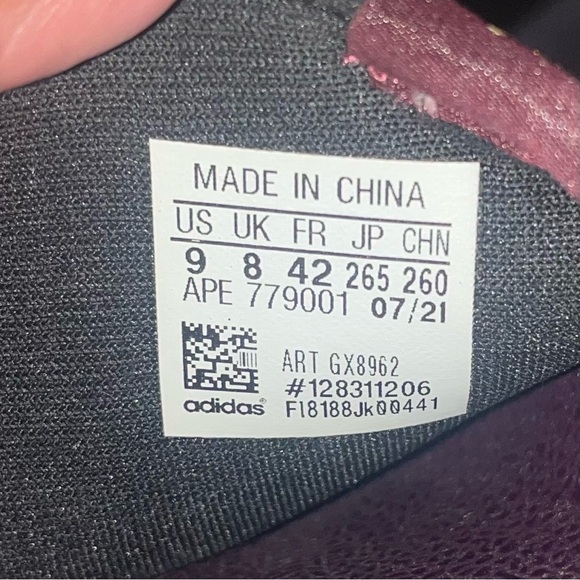 MADE IN CHINA
US UK FR JP CHN
9 8 42 265 260
APE 779001 07/21
ART GX8962
#128311206
adidas® F18188Jk00441